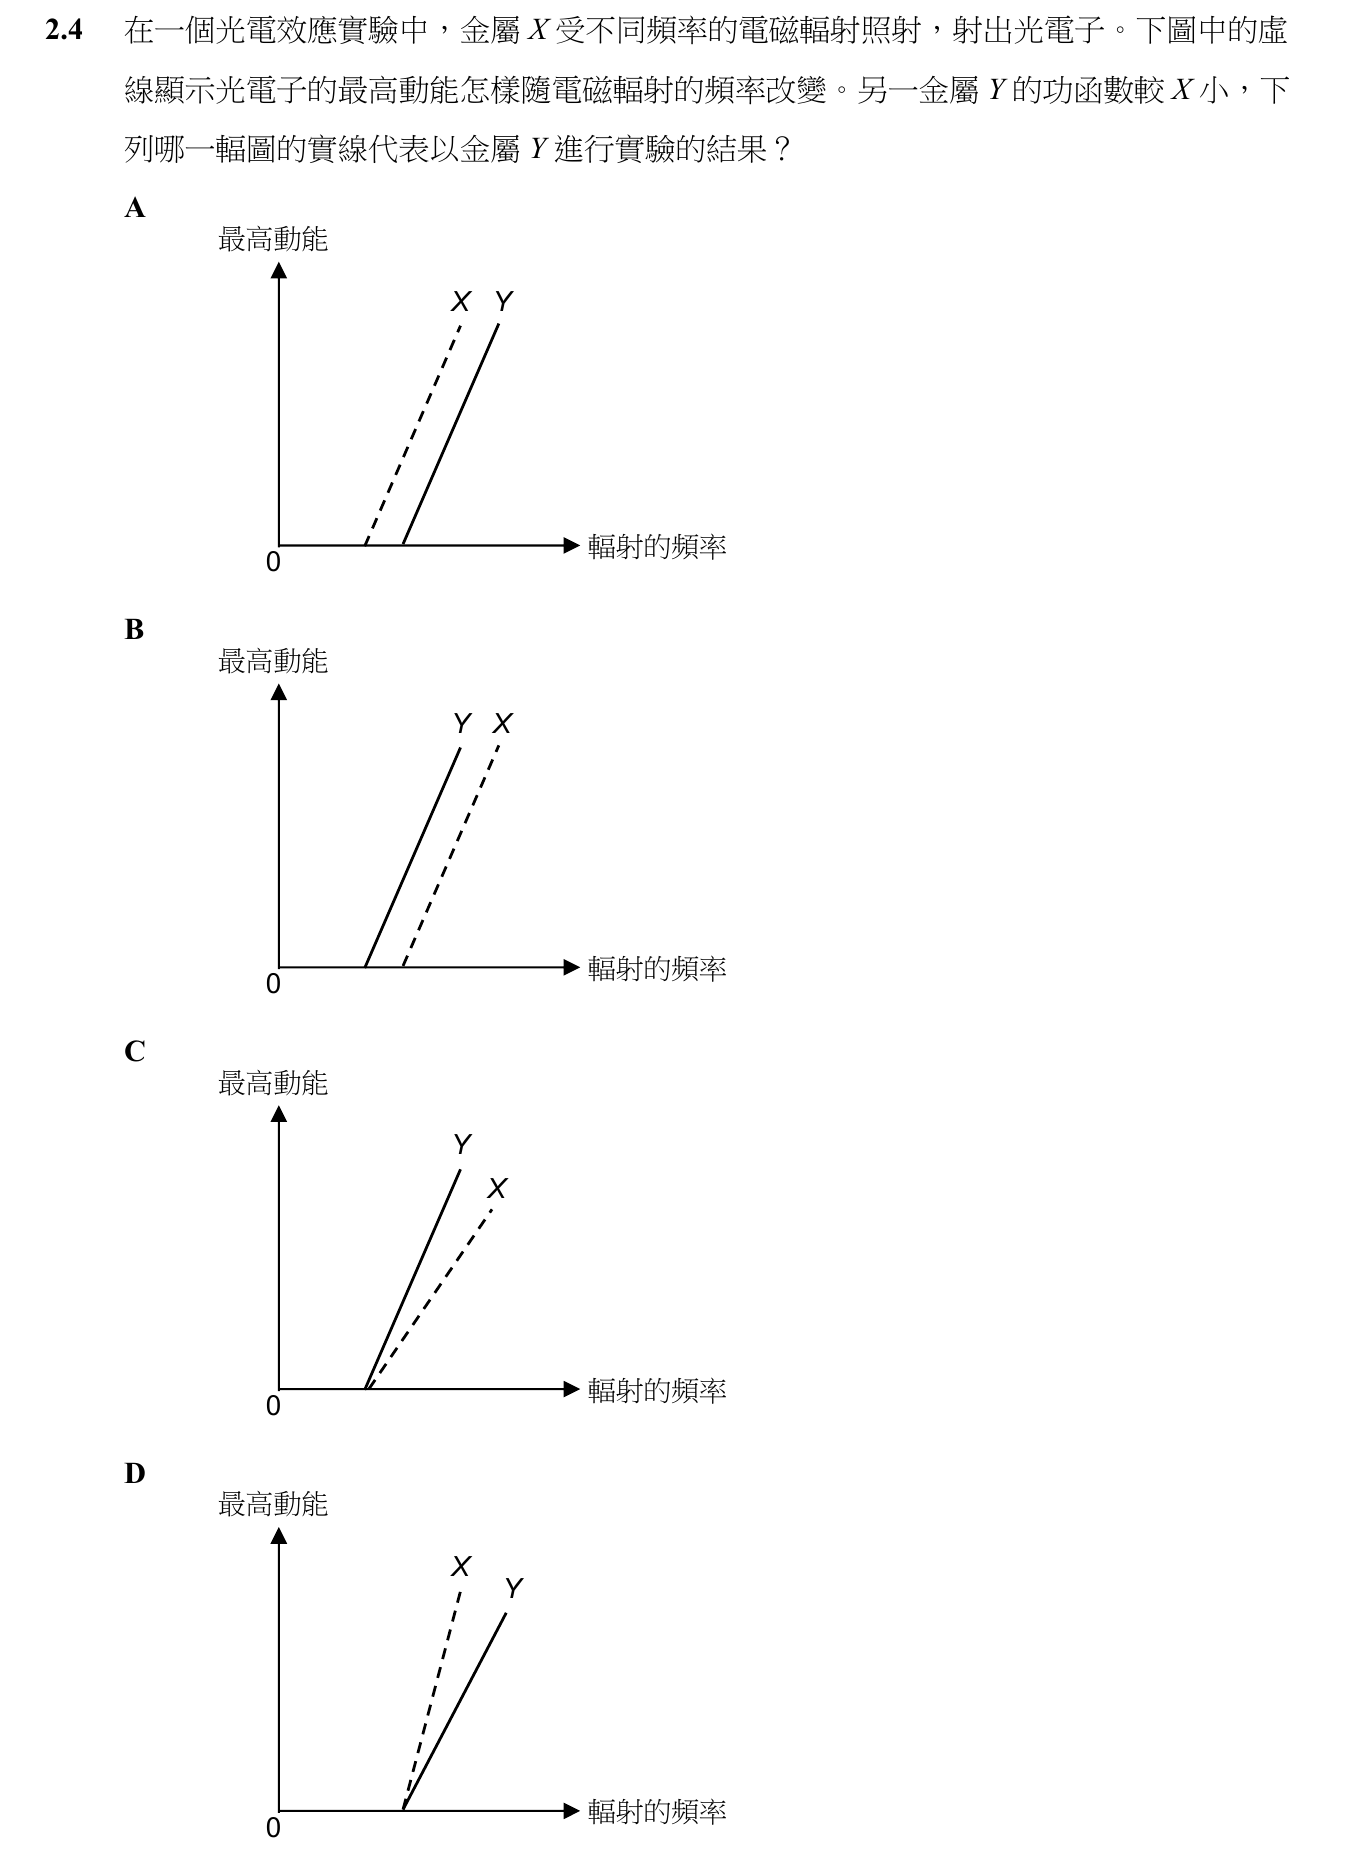 2.4 在一個光電效應實驗中，金屬 X 受不同頻率的電磁輻射照射，射出光電子。下圖中的虛
線顯示光電子的最高動能怎樣隨電磁輻射的頻率改變。另一金屬 Y 的功函數較 X 小，下
列哪一輻圖的實線代表以金屬 Y 進行實驗的結果？
A
最高動能
X Y
0
輻射的頻率
B
最高動能
Y X
0
輻射的頻率
C
最高動能
Y
X
0
輻射的頻率
D
最高動能
X
Y
0
輻射的頻率